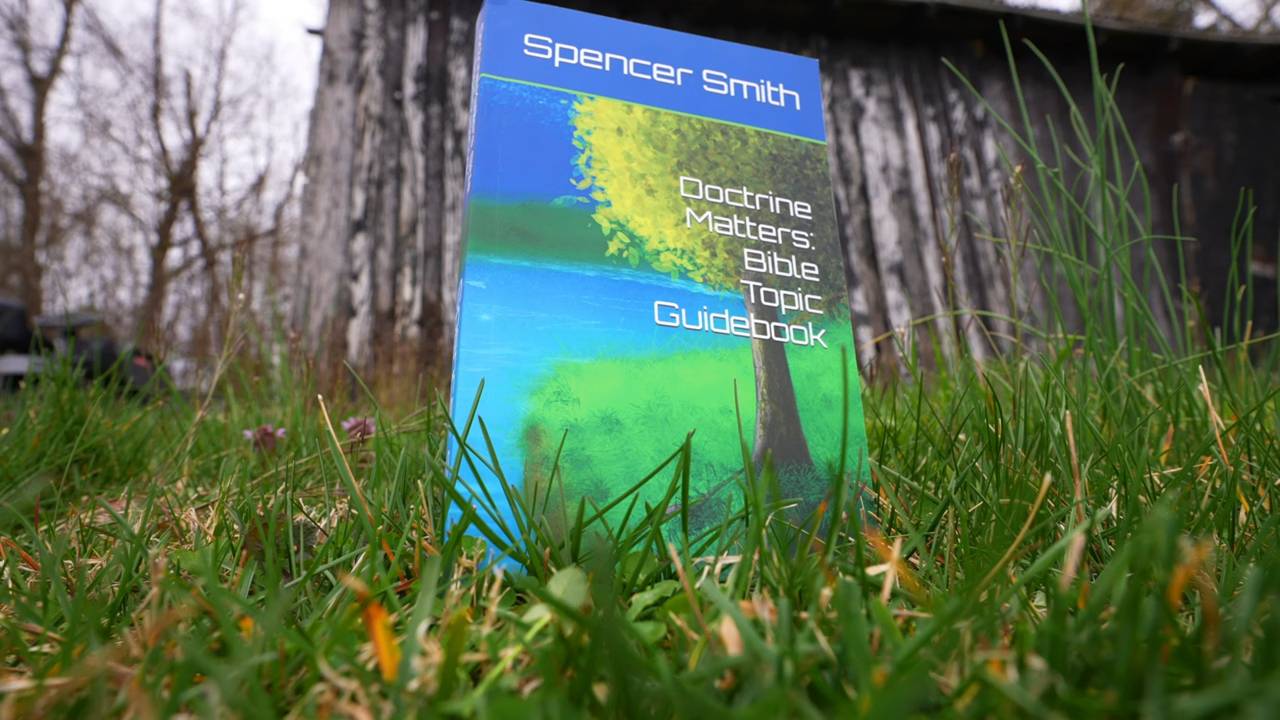 Spencer Smith
Doctrine
Matters:
Bible
Topic
Guidebook